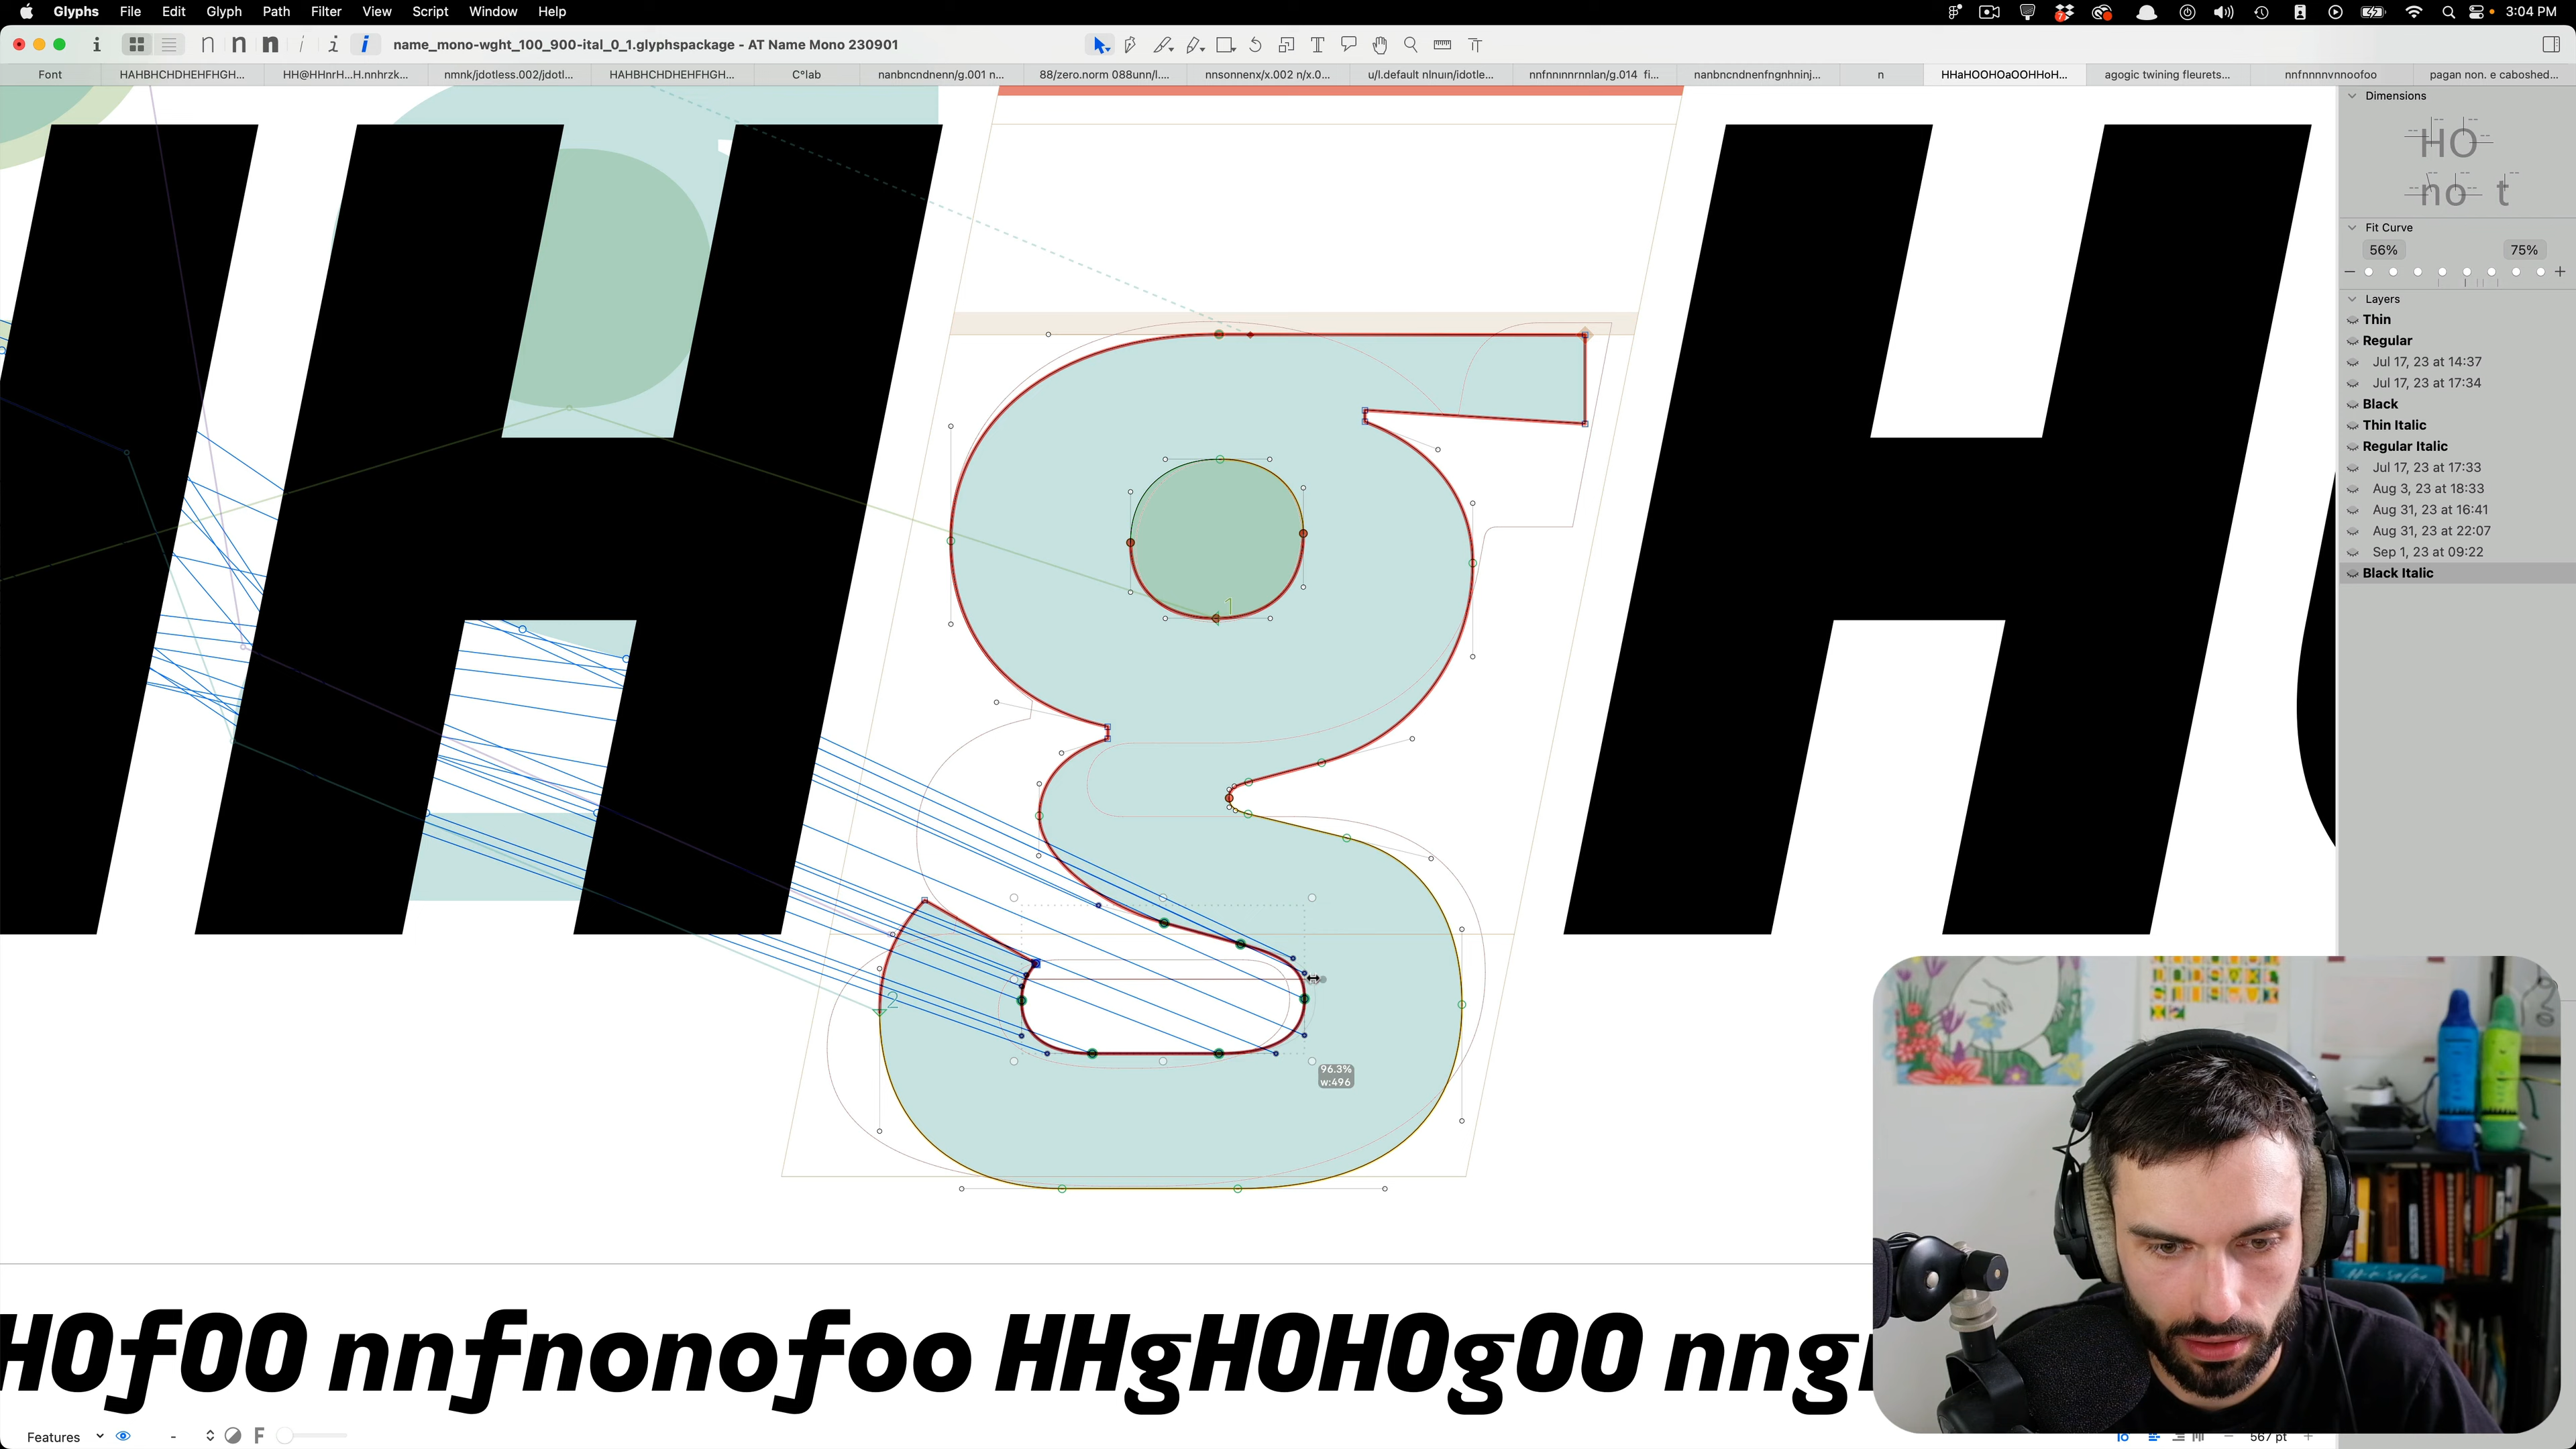 Glyphs File Edit Glyph Path Filter View Script Window Help 3:04 PM
name_mono-wght_100_900-ital_0_1.glyphspackage - AT Name Mono 230901
Font HAHBHCHDHEHFHGH... HH@HHnrH...H.nnhrzk... nmnk/jdotless.002/jdotl... HAHBHCHDHEHFHGH... C°lab nanbncndnenn/g.001 n... 88/zero.norm 088unn/l.... nnsonnenx/x.002 n/x.0... u/l.default nlnuın/idotle... nnfnnınnrnnlan/g.014 fi... nanbncndnenfngnhninj... n HHaHOOHOaOOHHoH... agogic twining fleurets... nnfnnnnvnnoofoo pagan non. e caboshed...
Dimensions
HO
no t
Fit Curve
56% 75%
Layers
Thin
Regular
Jul 17, 23 at 14:37
Jul 17, 23 at 17:34
Black
Thin Italic
Regular Italic
Jul 17, 23 at 17:33
Aug 3, 23 at 18:33
Aug 31, 23 at 16:41
Aug 31, 23 at 22:07
Sep 1, 23 at 09:22
Black Italic
HHgH
1
2
96.3%
w:496
HOfOO nnfnonofoo HHgHOHOgOO nng
Features - F 567 pt